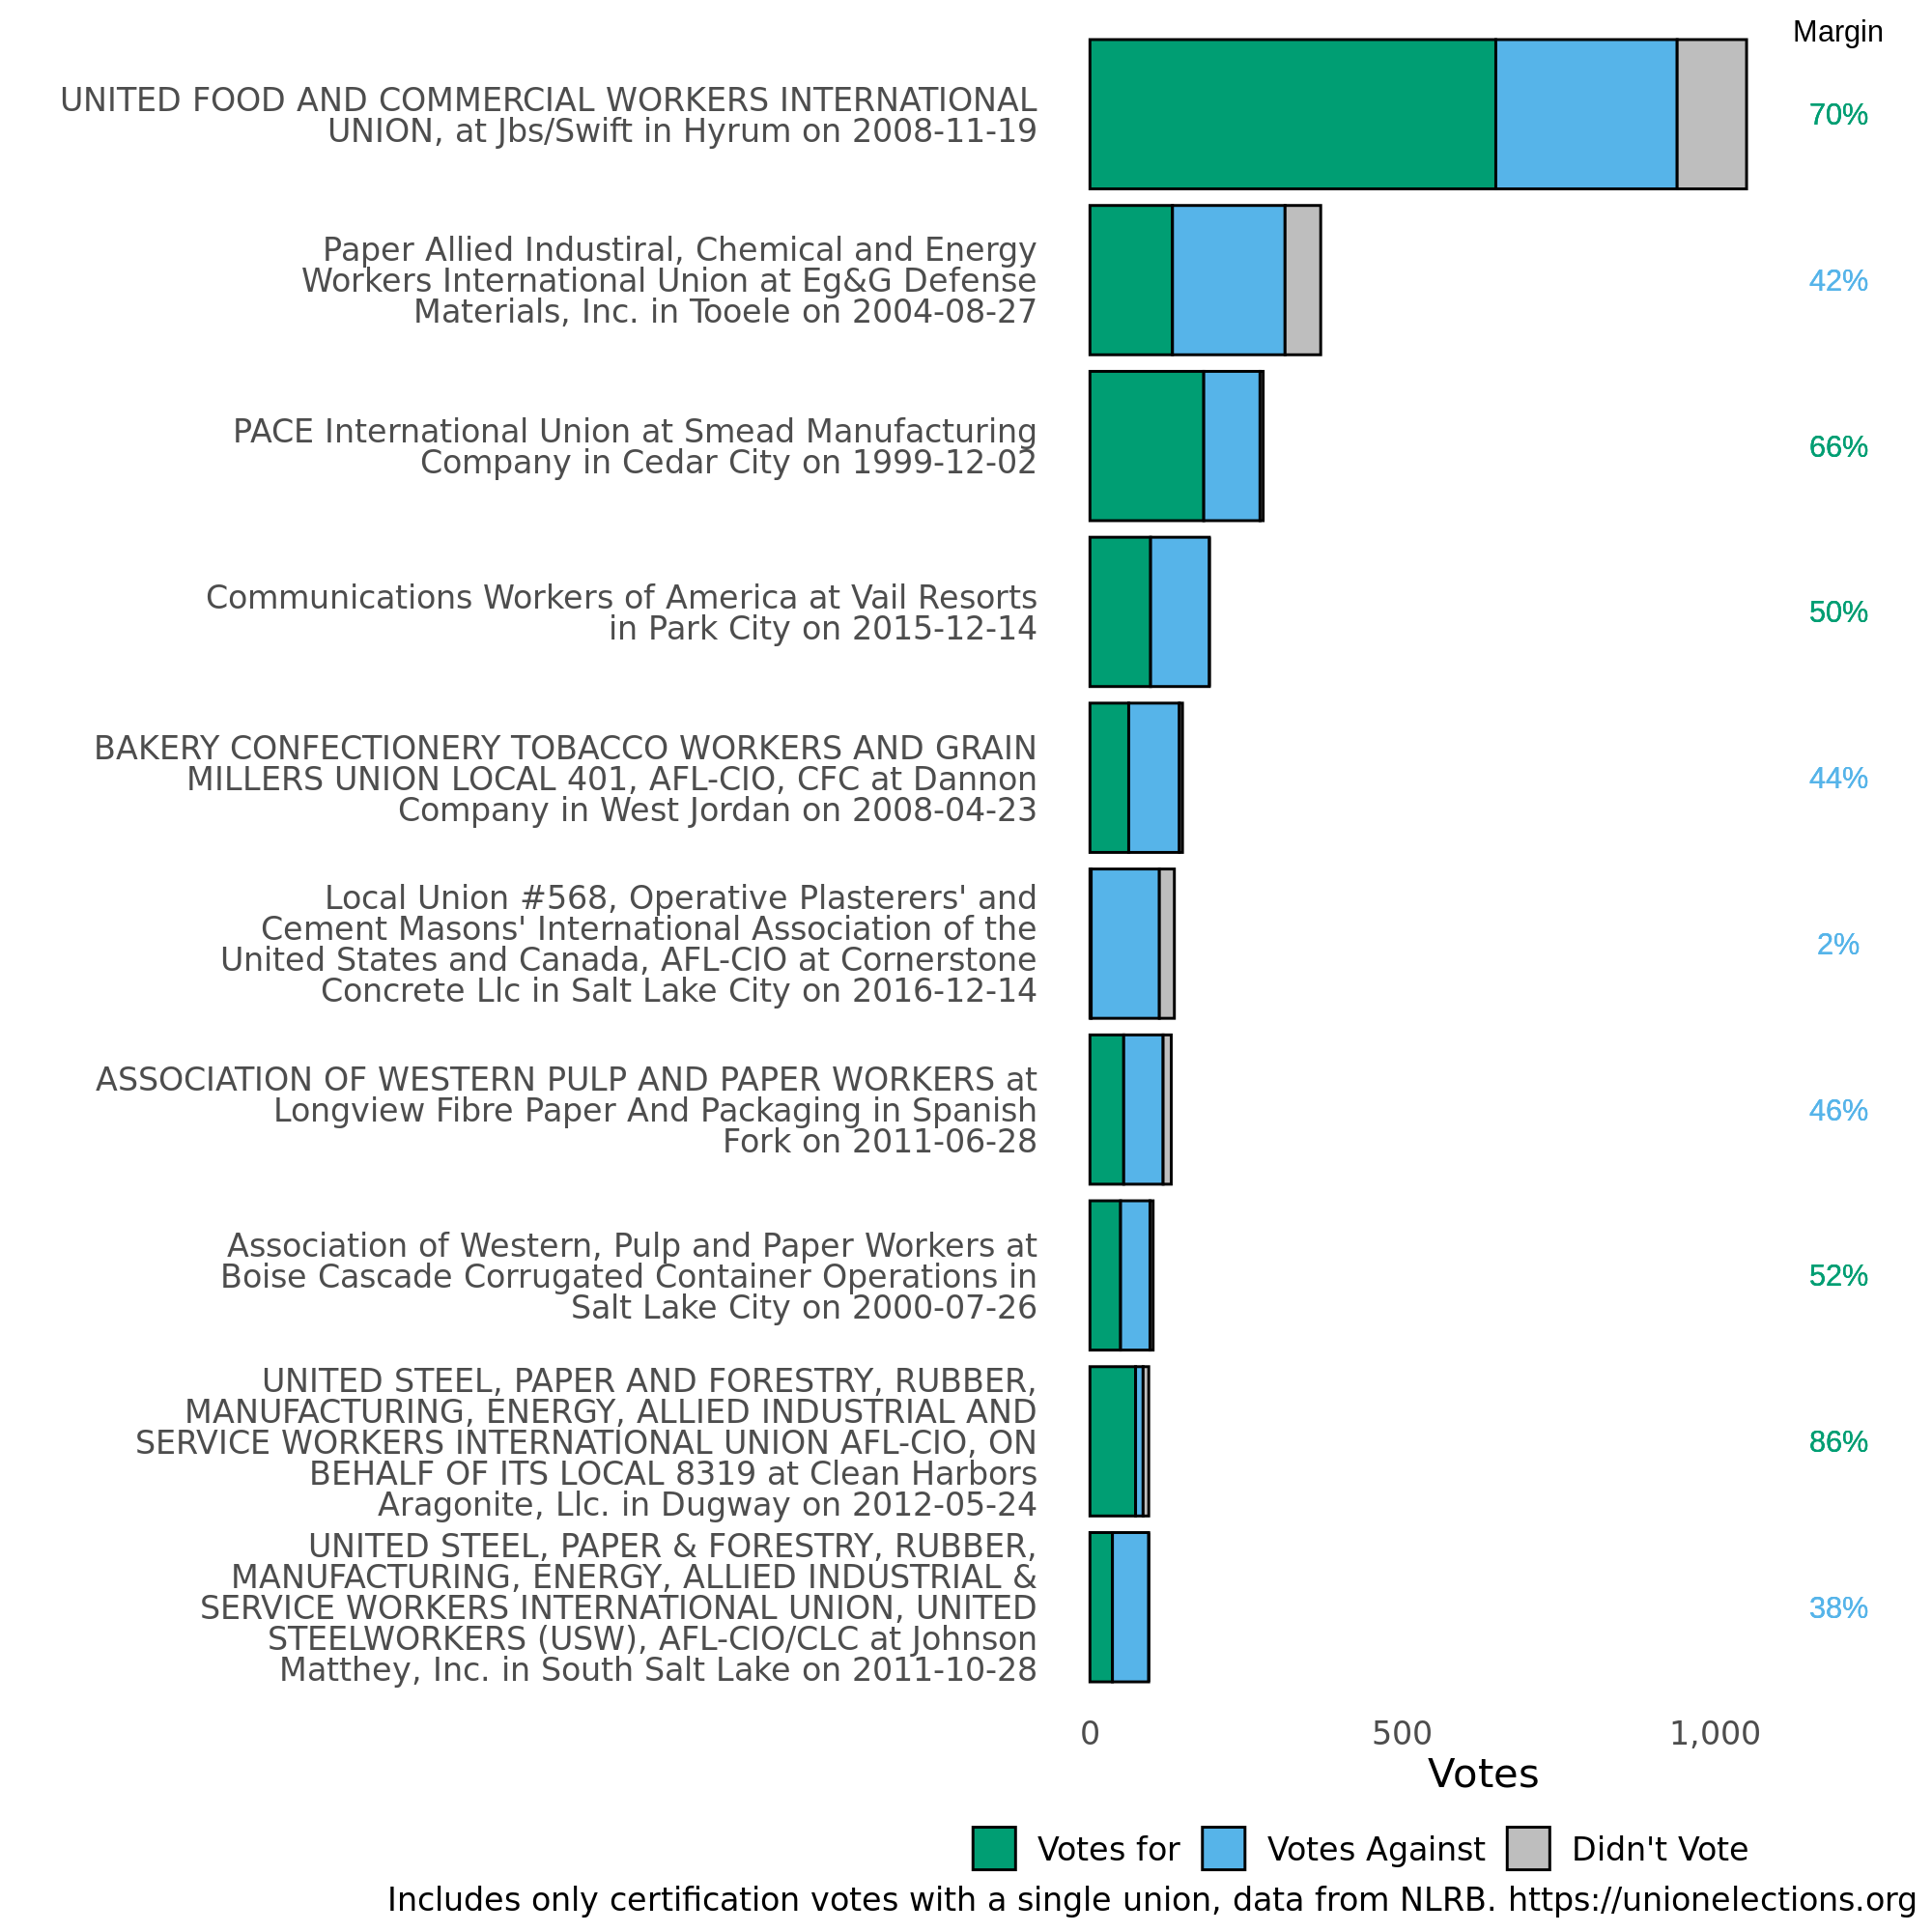 Margin
UNITED FOOD AND COMMERCIAL WORKERS INTERNATIONAL
UNION, at Jbs/Swift in Hyrum on 2008-11-19
70%
Paper Allied Industiral, Chemical and Energy
Workers International Union at Eg&G Defense
Materials, Inc. in Tooele on 2004-08-27
42%
PACE International Union at Smead Manufacturing
Company in Cedar City on 1999-12-02
66%
Communications Workers of America at Vail Resorts
in Park City on 2015-12-14
50%
BAKERY CONFECTIONERY TOBACCO WORKERS AND GRAIN
MILLERS UNION LOCAL 401, AFL-CIO, CFC at Dannon
Company in West Jordan on 2008-04-23
44%
Local Union #568, Operative Plasterers' and
Cement Masons' International Association of the
United States and Canada, AFL-CIO at Cornerstone
Concrete Llc in Salt Lake City on 2016-12-14
2%
ASSOCIATION OF WESTERN PULP AND PAPER WORKERS at
Longview Fibre Paper And Packaging in Spanish
Fork on 2011-06-28
46%
Association of Western, Pulp and Paper Workers at
Boise Cascade Corrugated Container Operations in
Salt Lake City on 2000-07-26
52%
UNITED STEEL, PAPER AND FORESTRY, RUBBER,
MANUFACTURING, ENERGY, ALLIED INDUSTRIAL AND
SERVICE WORKERS INTERNATIONAL UNION AFL-CIO, ON
BEHALF OF ITS LOCAL 8319 at Clean Harbors
Aragonite, Llc. in Dugway on 2012-05-24
86%
UNITED STEEL, PAPER & FORESTRY, RUBBER,
MANUFACTURING, ENERGY, ALLIED INDUSTRIAL &
SERVICE WORKERS INTERNATIONAL UNION, UNITED
STEELWORKERS (USW), AFL-CIO/CLC at Johnson
Matthey, Inc. in South Salt Lake on 2011-10-28
38%
0 500 1,000
Votes
Votes for Votes Against Didn't Vote
Includes only certification votes with a single union, data from NLRB. https://unionelections.org